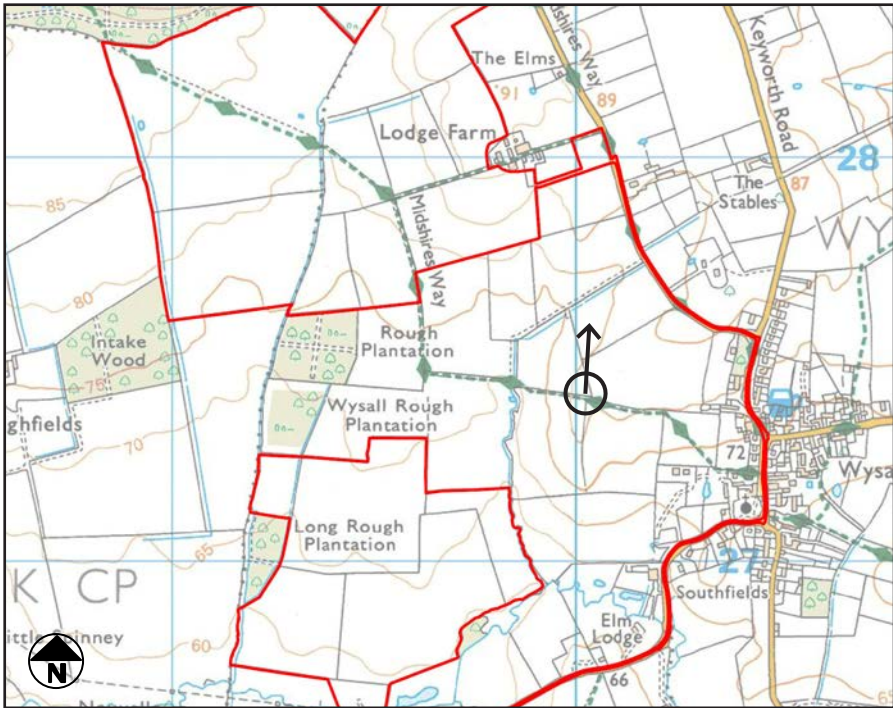 Midshires Way
The Elms
91
89
Keyworth Road
Lodge Farm
28
87
The
Stables
WY
85
Midshires Way
80
Intake
Wood
75
Rough
Plantation
Wysall Rough
Plantation
ghfields
70
72
Wysa
Long Rough
Plantation
65
27
K CP
Southfields
Elm
Lodge
60
66
N